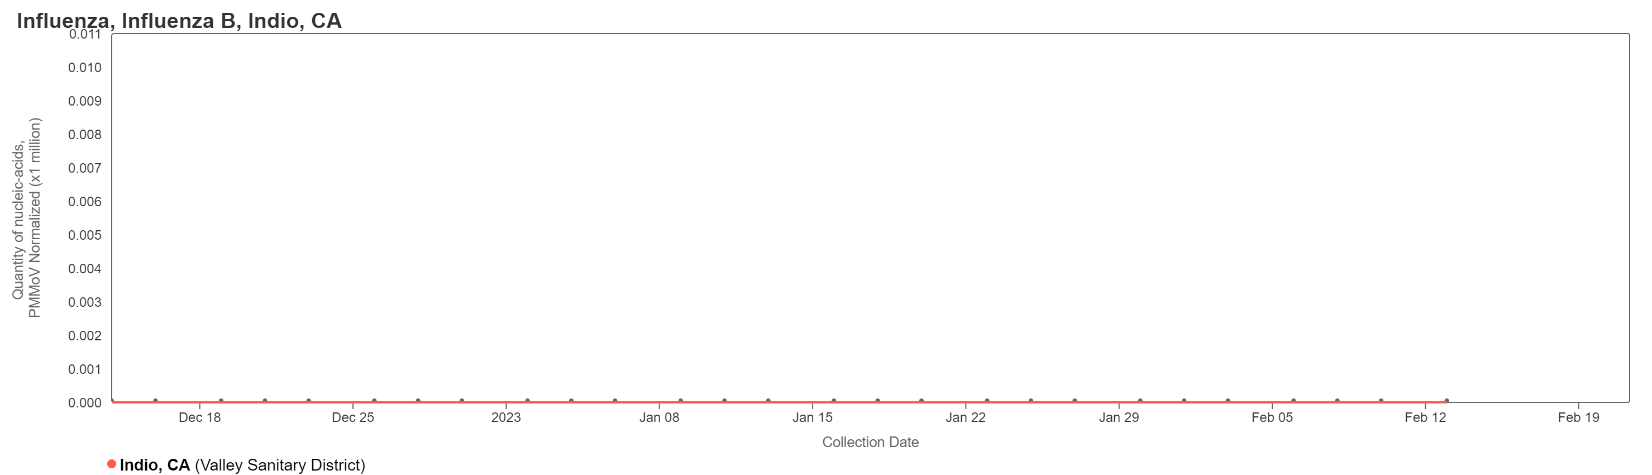 Influenza, Influenza B, Indio, CA
0.011
0.010
0.009
0.008
0.007
0.006
0.005
0.004
0.003
0.002
0.001
0.000
Quantity of nucleic-acids,
PMMoV Normalized (x1 million)
Dec 18 Dec 25 2023 Jan 08 Jan 15 Jan 22 Jan 29 Feb 05 Feb 12 Feb 19
Collection Date
Indio, CA (Valley Sanitary District)